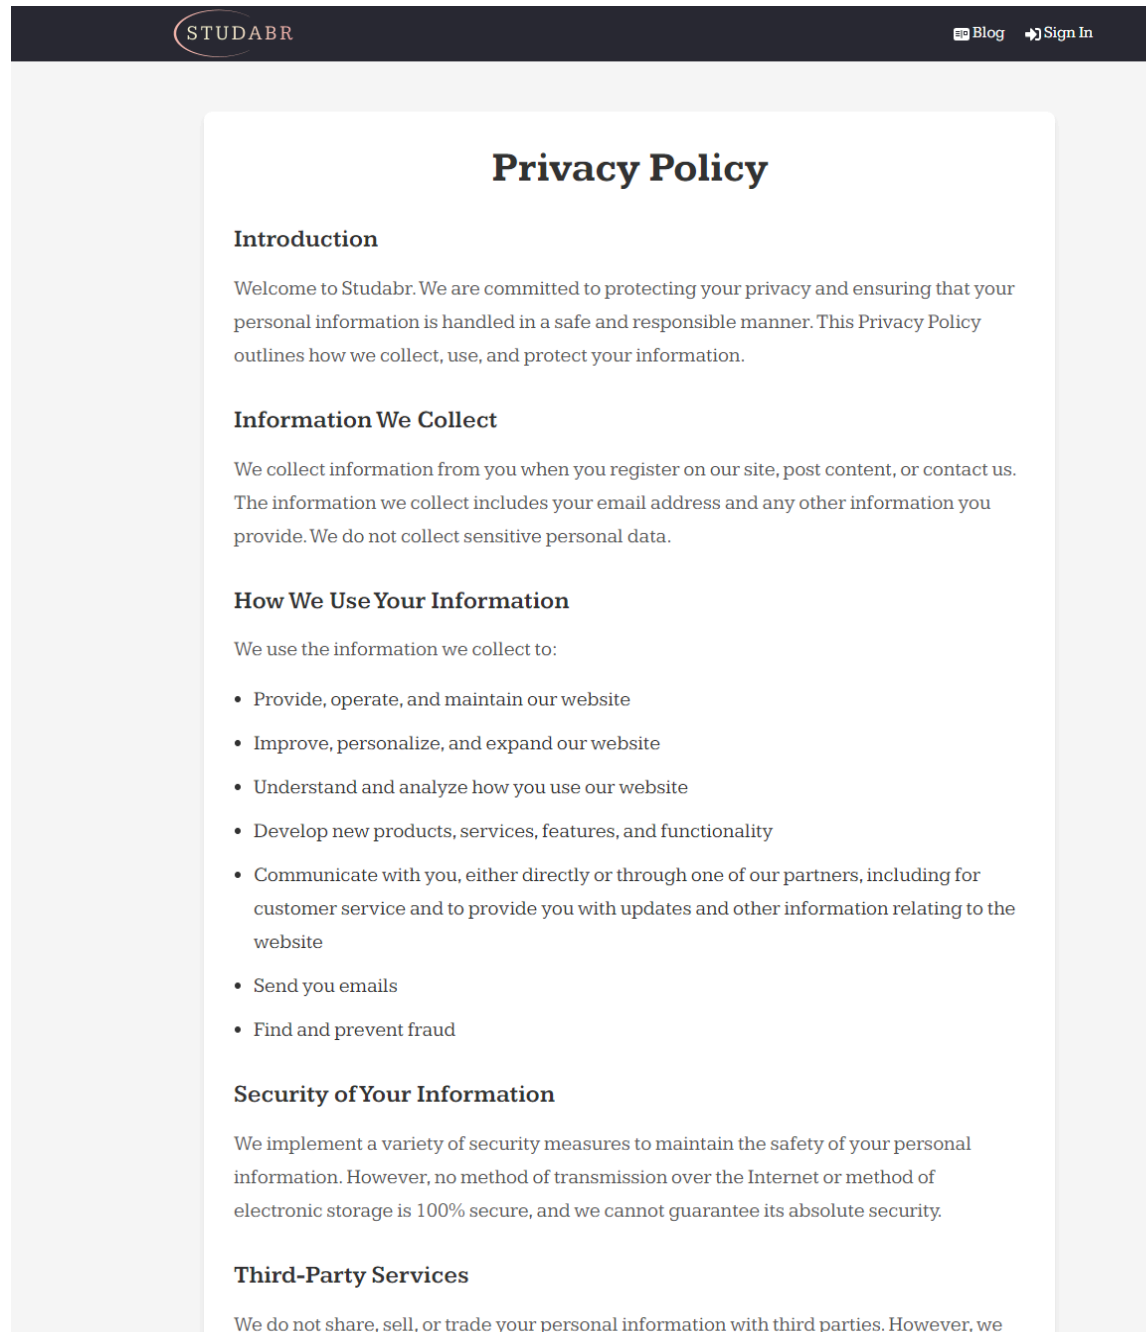 STUDABR
Blog
Sign In
Privacy Policy
Introduction
Welcome to Studabr. We are committed to protecting your privacy and ensuring that your
personal information is handled in a safe and responsible manner. This Privacy Policy
outlines how we collect, use, and protect your information.
Information We Collect
We collect information from you when you register on our site, post content, or contact us.
The information we collect includes your email address and any other information you
provide. We do not collect sensitive personal data.
How We Use Your Information
We use the information we collect to:
• Provide, operate, and maintain our website
• Improve, personalize, and expand our website
• Understand and analyze how you use our website
• Develop new products, services, features, and functionality
• Communicate with you, either directly or through one of our partners, including for
customer service and to provide you with updates and other information relating to the
website
• Send you emails
• Find and prevent fraud
Security of Your Information
We implement a variety of security measures to maintain the safety of your personal
information. However, no method of transmission over the Internet or method of
electronic storage is 100% secure, and we cannot guarantee its absolute security.
Third-Party Services
We do not share, sell, or trade your personal information with third parties. However, we